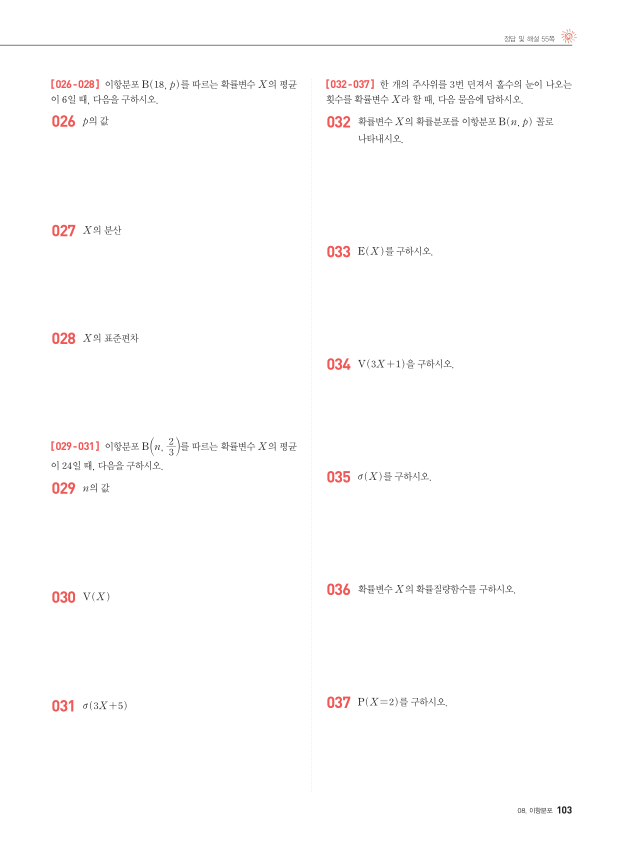 정답 및 해설 55쪽
[026-028] 이항분포 B(18, p)를 따르는 확률변수 X의 평균
이 6일 때, 다음을 구하시오.
026 p의 값
027 X의 분산
028 X의 표준편차
[029-031] 이항분포 B(n, 2/3)를 따르는 확률변수 X의 평균
이 24일 때, 다음을 구하시오.
029 n의 값
030 V(X)
031 σ(3X+5)
[032-037] 한 개의 주사위를 3번 던져서 홀수의 눈이 나오는
횟수를 확률변수 X라 할 때, 다음 물음에 답하시오.
032 확률변수 X의 확률분포를 이항분포 B(n, p) 꼴로
나타내시오.
033 E(X)를 구하시오.
034 V(3X+1)을 구하시오.
035 σ(X)를 구하시오.
036 확률변수 X의 확률질량함수를 구하시오.
037 P(X=2)를 구하시오.
08. 이항분포 103